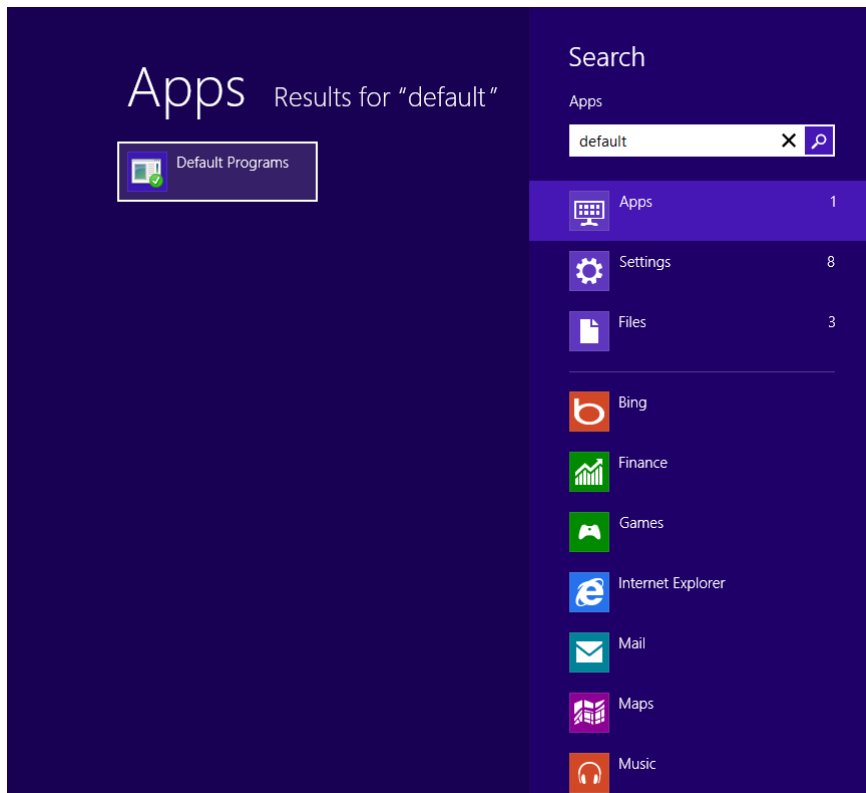 Apps Results for “default”
Default Programs
Search
Apps
default
Apps 1
Settings 8
Files 3
Bing
Finance
Games
Internet Explorer
Mail
Maps
Music